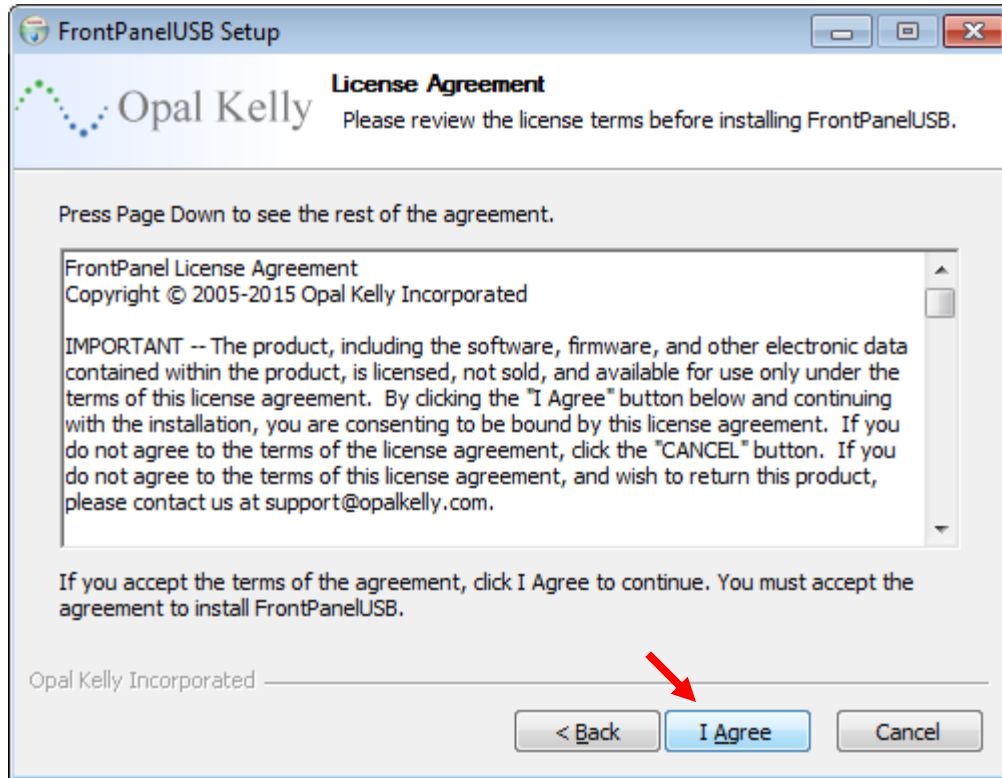 FrontPanelUSB Setup
Opal Kelly
License Agreement
Please review the license terms before installing FrontPanelUSB.
Press Page Down to see the rest of the agreement.
FrontPanel License Agreement
Copyright © 2005-2015 Opal Kelly Incorporated
IMPORTANT -- The product, including the software, firmware, and other electronic data
contained within the product, is licensed, not sold, and available for use only under the
terms of this license agreement.  By clicking the "I Agree" button below and continuing
with the installation, you are consenting to be bound by this license agreement.  If you
do not agree to the terms of the license agreement, click the "CANCEL" button.  If you
do not agree to the terms of this license agreement, and wish to return this product,
please contact us at support@opalkelly.com.
If you accept the terms of the agreement, click I Agree to continue. You must accept the
agreement to install FrontPanelUSB.
Opal Kelly Incorporated
< Back
I Agree
Cancel